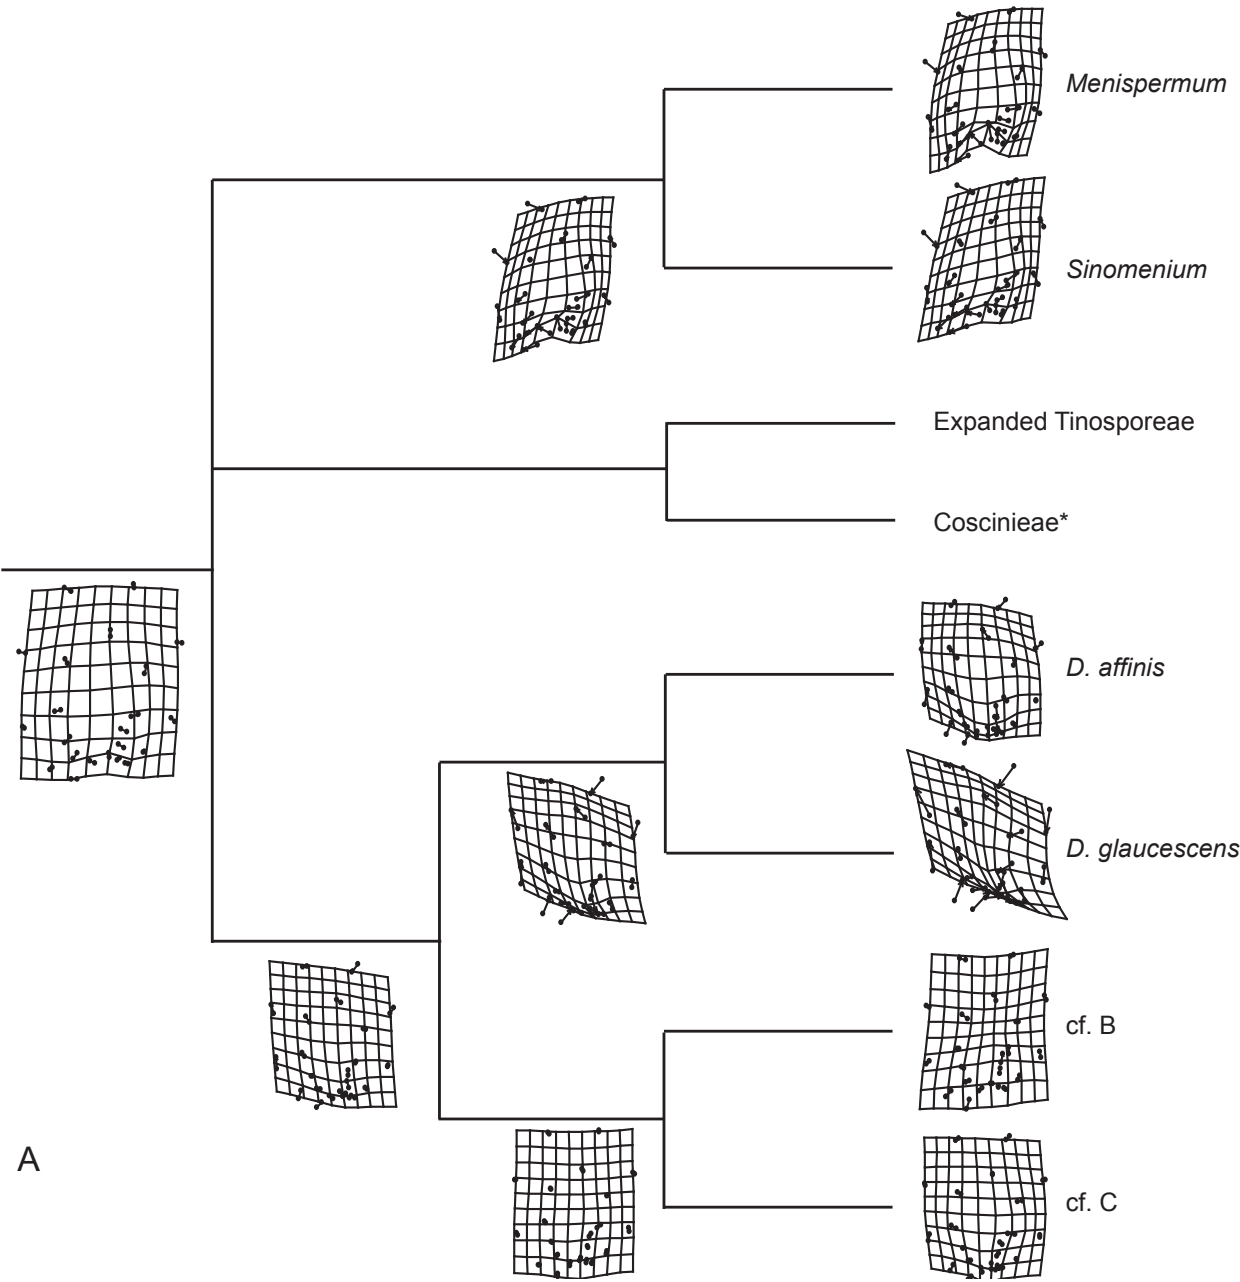 Menispermum
Sinomenium
Expanded Tinosporeae
Coscinieae*
D. affinis
D. glaucescens
cf. B
A
cf. C